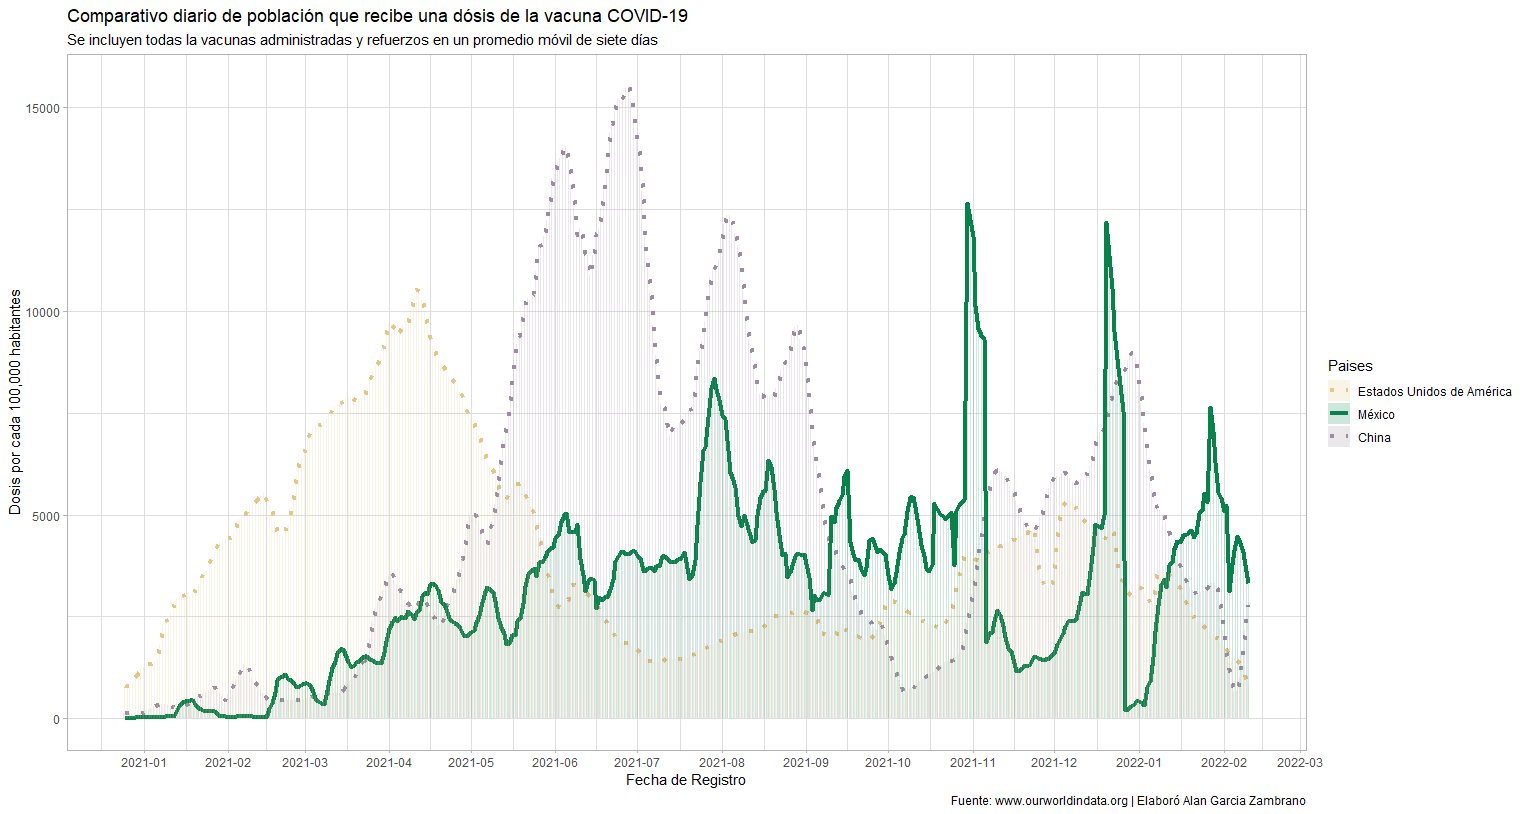 Comparativo diario de población que recibe una dósis de la vacuna COVID-19
Se incluyen todas la vacunas administradas y refuerzos en un promedio móvil de siete días
Dosis por cada 100,000 habitantes
15000
10000
5000
0
2021-01 2021-02 2021-03 2021-04 2021-05 2021-06 2021-07 2021-08 2021-09 2021-10 2021-11 2021-12 2022-01 2022-02 2022-03
Fecha de Registro
Paises
Estados Unidos de América
México
China
Fuente: www.ourworldindata.org | Elaboró Alan Garcia Zambrano